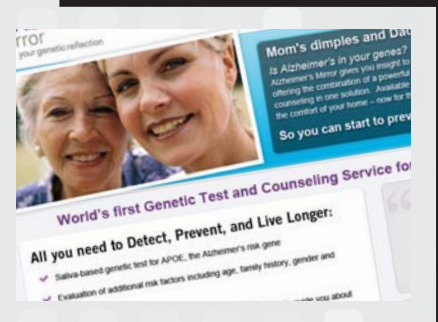 rror
your genetic reflection
Mom's dimples and Dad
Is Alzheimer's in your genes?
Alzheimer's Mirror gives you insight to
offering the combination of a powerful
counseling in one solution. Available
the comfort of your home – now for th
So you can start to prev
World's first Genetic Test and Counseling Service fo
All you need to Detect, Prevent, and Live Longer:
Saliva-based genetic test for APOE, the Alzheimer's risk gene
Evaluation of additional risk factors including age, family history, gender and
you about